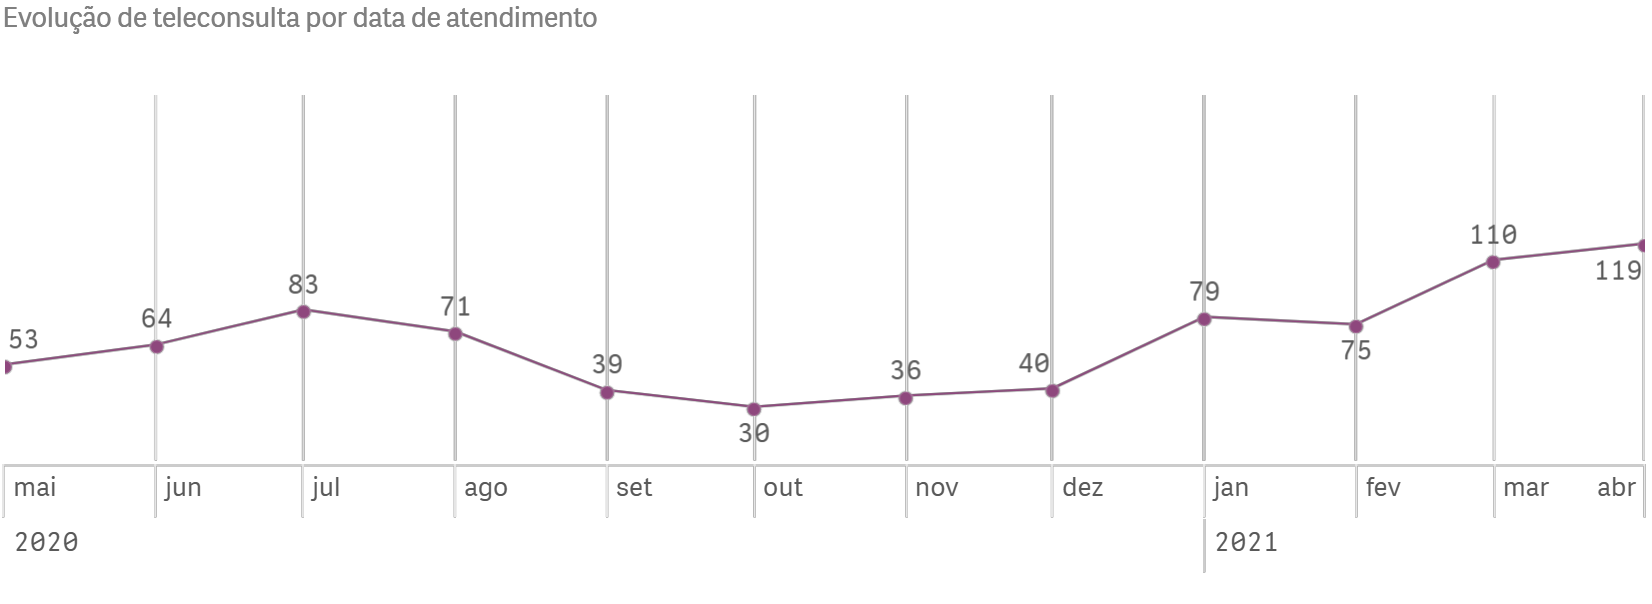 Evolução de teleconsulta por data de atendimento
53 64 83 71 39 30 36 40 79 75 110 119
mai jun jul ago set out nov dez jan fev mar abr
2020 2021